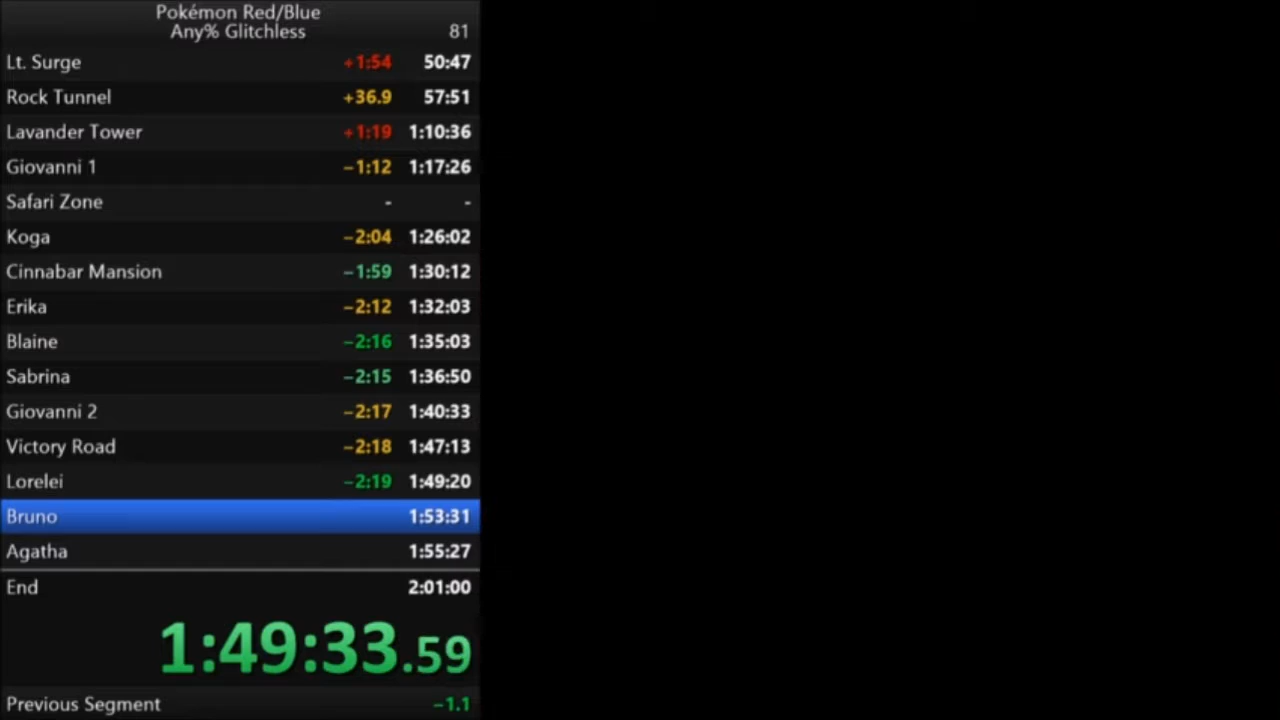 Pokémon Red/Blue
Any% Glitchless 81
Lt. Surge +1:54 50:47
Rock Tunnel +36.9 57:51
Lavander Tower +1:19 1:10:36
Giovanni 1 −1:12 1:17:26
Safari Zone - -
Koga −2:04 1:26:02
Cinnabar Mansion −1:59 1:30:12
Erika −2:12 1:32:03
Blaine −2:16 1:35:03
Sabrina −2:15 1:36:50
Giovanni 2 −2:17 1:40:33
Victory Road −2:18 1:47:13
Lorelei −2:19 1:49:20
Bruno 1:53:31
Agatha 1:55:27
End 2:01:00
1:49:33.59
Previous Segment −1.1